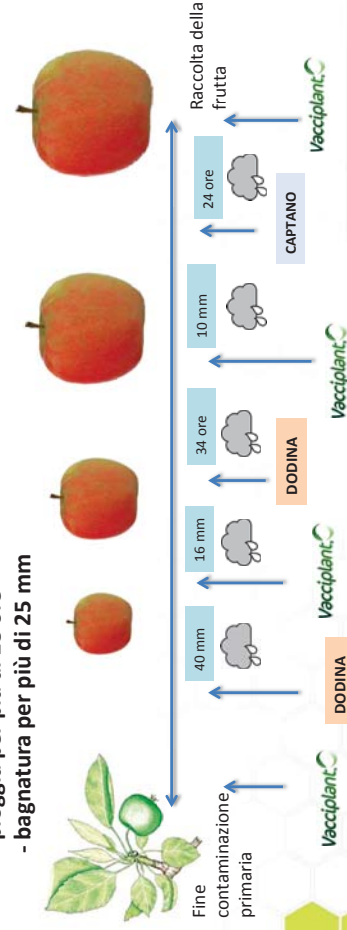 - bagnatura per più di 25 mm
Fine
contaminazione
primaria
40 mm
16 mm
34 ore
10 mm
24 ore
Raccolta della
frutta
Vacciplant
DODINA
Vacciplant
DODINA
Vacciplant
CAPTANO
Vacciplant